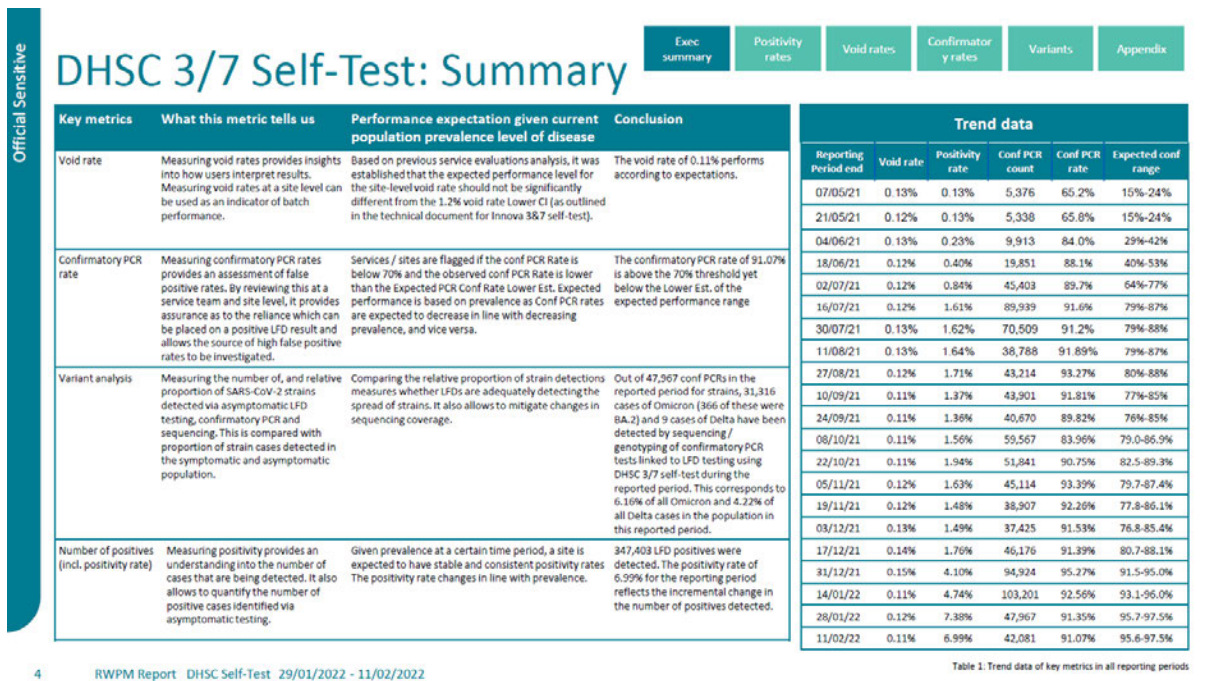 Official Sensitive
DHSC 3/7 Self-Test: Summary
Exec
summary
Positivity
rates
Void rates
Confirmator
y rates
Variants
Appendix
Key metrics
What this metric tells us
Performance expectation given current
population prevalence level of disease
Conclusion
Void rate
Measuring void rates provides insights
into how users interpret results.
Measuring void rates at a site level can
be used as an indicator of batch
performance.
Based on previous service evaluations analysis, it was
established that the expected performance level for
the site-level void rate should not be significantly
different from the 1.2% void rate Lower CI (as outlined
in the technical document for Innova 3&7 self-test).
The void rate of 0.11% performs
according to expectations.
Confirmatory PCR
rate
Measuring confirmatory PCR rates
provides an assessment of false
positive rates. By reviewing this at a
service team and site level, it provides
assurance as to the reliance which can
be placed on a positive LFD result and
allows the source of high false positive
rates to be investigated.
Services / sites are flagged if the conf PCR Rate is
below 70% and the observed conf PCR Rate is lower
than the Expected PCR Conf Rate Lower Est. Expected
performance is based on prevalence as Conf PCR rates
are expected to decrease in line with decreasing
prevalence, and vice versa.
The confirmatory PCR rate of 91.07%
is above the 70% threshold yet
below the Lower Est. of the
expected performance range
Variant analysis
Measuring the number of, and relative
proportion of SARS-CoV-2 strains
detected via asymptomatic LFD
testing, confirmatory PCR and
sequencing. This is compared with
proportion of strain cases detected in
the symptomatic and asymptomatic
population.
Comparing the relative proportion of strain detections
measures whether LFDs are adequately detecting the
spread of strains. It also allows to mitigate changes in
sequencing coverage.
Out of 47,967 conf PCRs in the
reported period for strains, 31,316
cases of Omicron (366 of these were
BA.2) and 9 cases of Delta have been
detected by sequencing /
genotyping of confirmatory PCR
tests linked to LFD testing using
DHSC 3/7 self-test during the
reported period. This corresponds to
6.16% of all Omicron and 4.22% of
all Delta cases in the population in
this reported period.
Number of positives
(incl. positivity rate)
Measuring positivity provides an
understanding into the number of
cases that are being detected. It also
allows to quantify the number of
positive cases identified via
asymptomatic testing.
Given prevalence at a certain time period, a site is
expected to have stable and consistent positivity rates
The positivity rate changes in line with prevalence.
347,403 LFD positives were
detected. The positivity rate of
6.99% for the reporting period
reflects the incremental change in
the number of positives detected.
Trend data
Reporting
Period end
Void rate
Positivity
rate
Conf PCR
count
Conf PCR
rate
Expected conf
range
07/05/21 0.13% 0.13% 5,376 65.2% 15%-24%
21/05/21 0.12% 0.13% 5,338 65.8% 15%-24%
04/06/21 0.13% 0.23% 9,913 84.0% 29%-42%
18/06/21 0.12% 0.40% 19,851 88.1% 40%-53%
02/07/21 0.12% 0.84% 45,403 89.7% 64%-77%
16/07/21 0.12% 1.61% 89,939 91.6% 79%-87%
30/07/21 0.13% 1.62% 70,509 91.2% 79%-88%
11/08/21 0.13% 1.64% 38,788 91.89% 79%-87%
27/08/21 0.12% 1.71% 43,214 93.27% 80%-88%
10/09/21 0.11% 1.37% 43,901 91.81% 77%-85%
24/09/21 0.11% 1.36% 40,670 89.82% 76%-85%
08/10/21 0.11% 1.56% 59,567 83.96% 79.0-86.9%
22/10/21 0.11% 1.94% 51,841 90.75% 82.5-89.3%
05/11/21 0.12% 1.63% 45,114 93.39% 79.7-87.4%
19/11/21 0.12% 1.48% 38,907 92.26% 77.8-86.1%
03/12/21 0.13% 1.49% 37,425 91.53% 76.8-85.4%
17/12/21 0.14% 1.76% 46,176 91.39% 80.7-88.1%
31/12/21 0.15% 4.10% 94,924 95.27% 91.5-95.0%
14/01/22 0.11% 4.74% 103,201 92.56% 93.1-96.0%
28/01/22 0.12% 7.38% 47,967 91.35% 95.7-97.5%
11/02/22 0.11% 6.99% 42,081 91.07% 95.6-97.5%
Table 1: Trend data of key metrics in all reporting periods
4 RWPM Report DHSC Self-Test 29/01/2022 - 11/02/2022